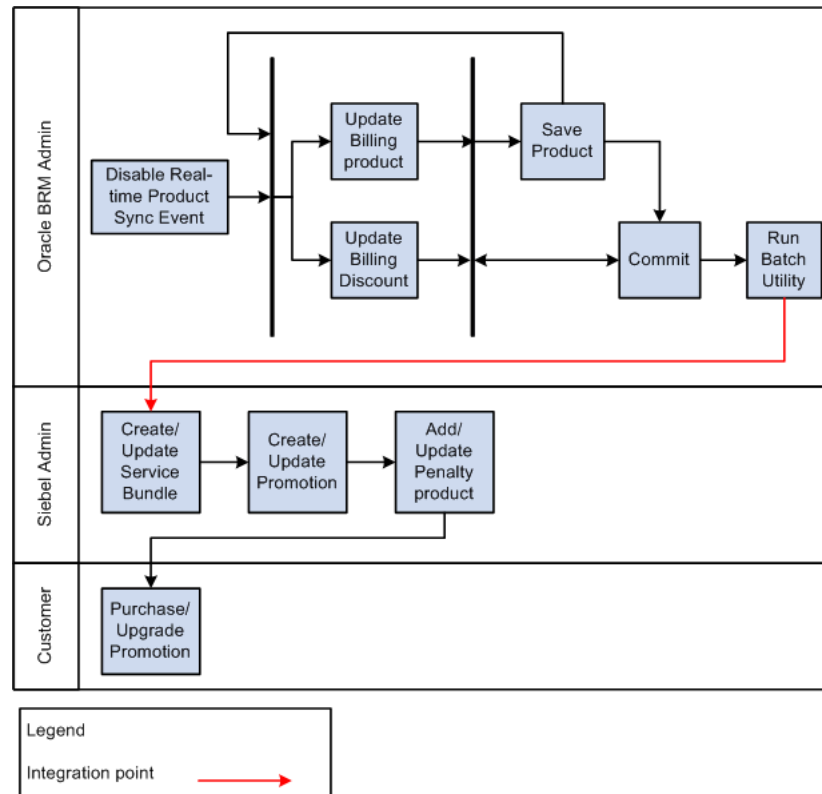 Oracle BRM Admin
Disable Real-
time Product
Sync Event
Update
Billing
product
Update
Billing
Discount
Save
Product
Commit
Run
Batch
Utility
Siebel Admin
Create/
Update
Service
Bundle
Create/
Update
Promotion
Add/
Update
Penalty
product
Customer
Purchase/
Upgrade
Promotion
Legend
Integration point